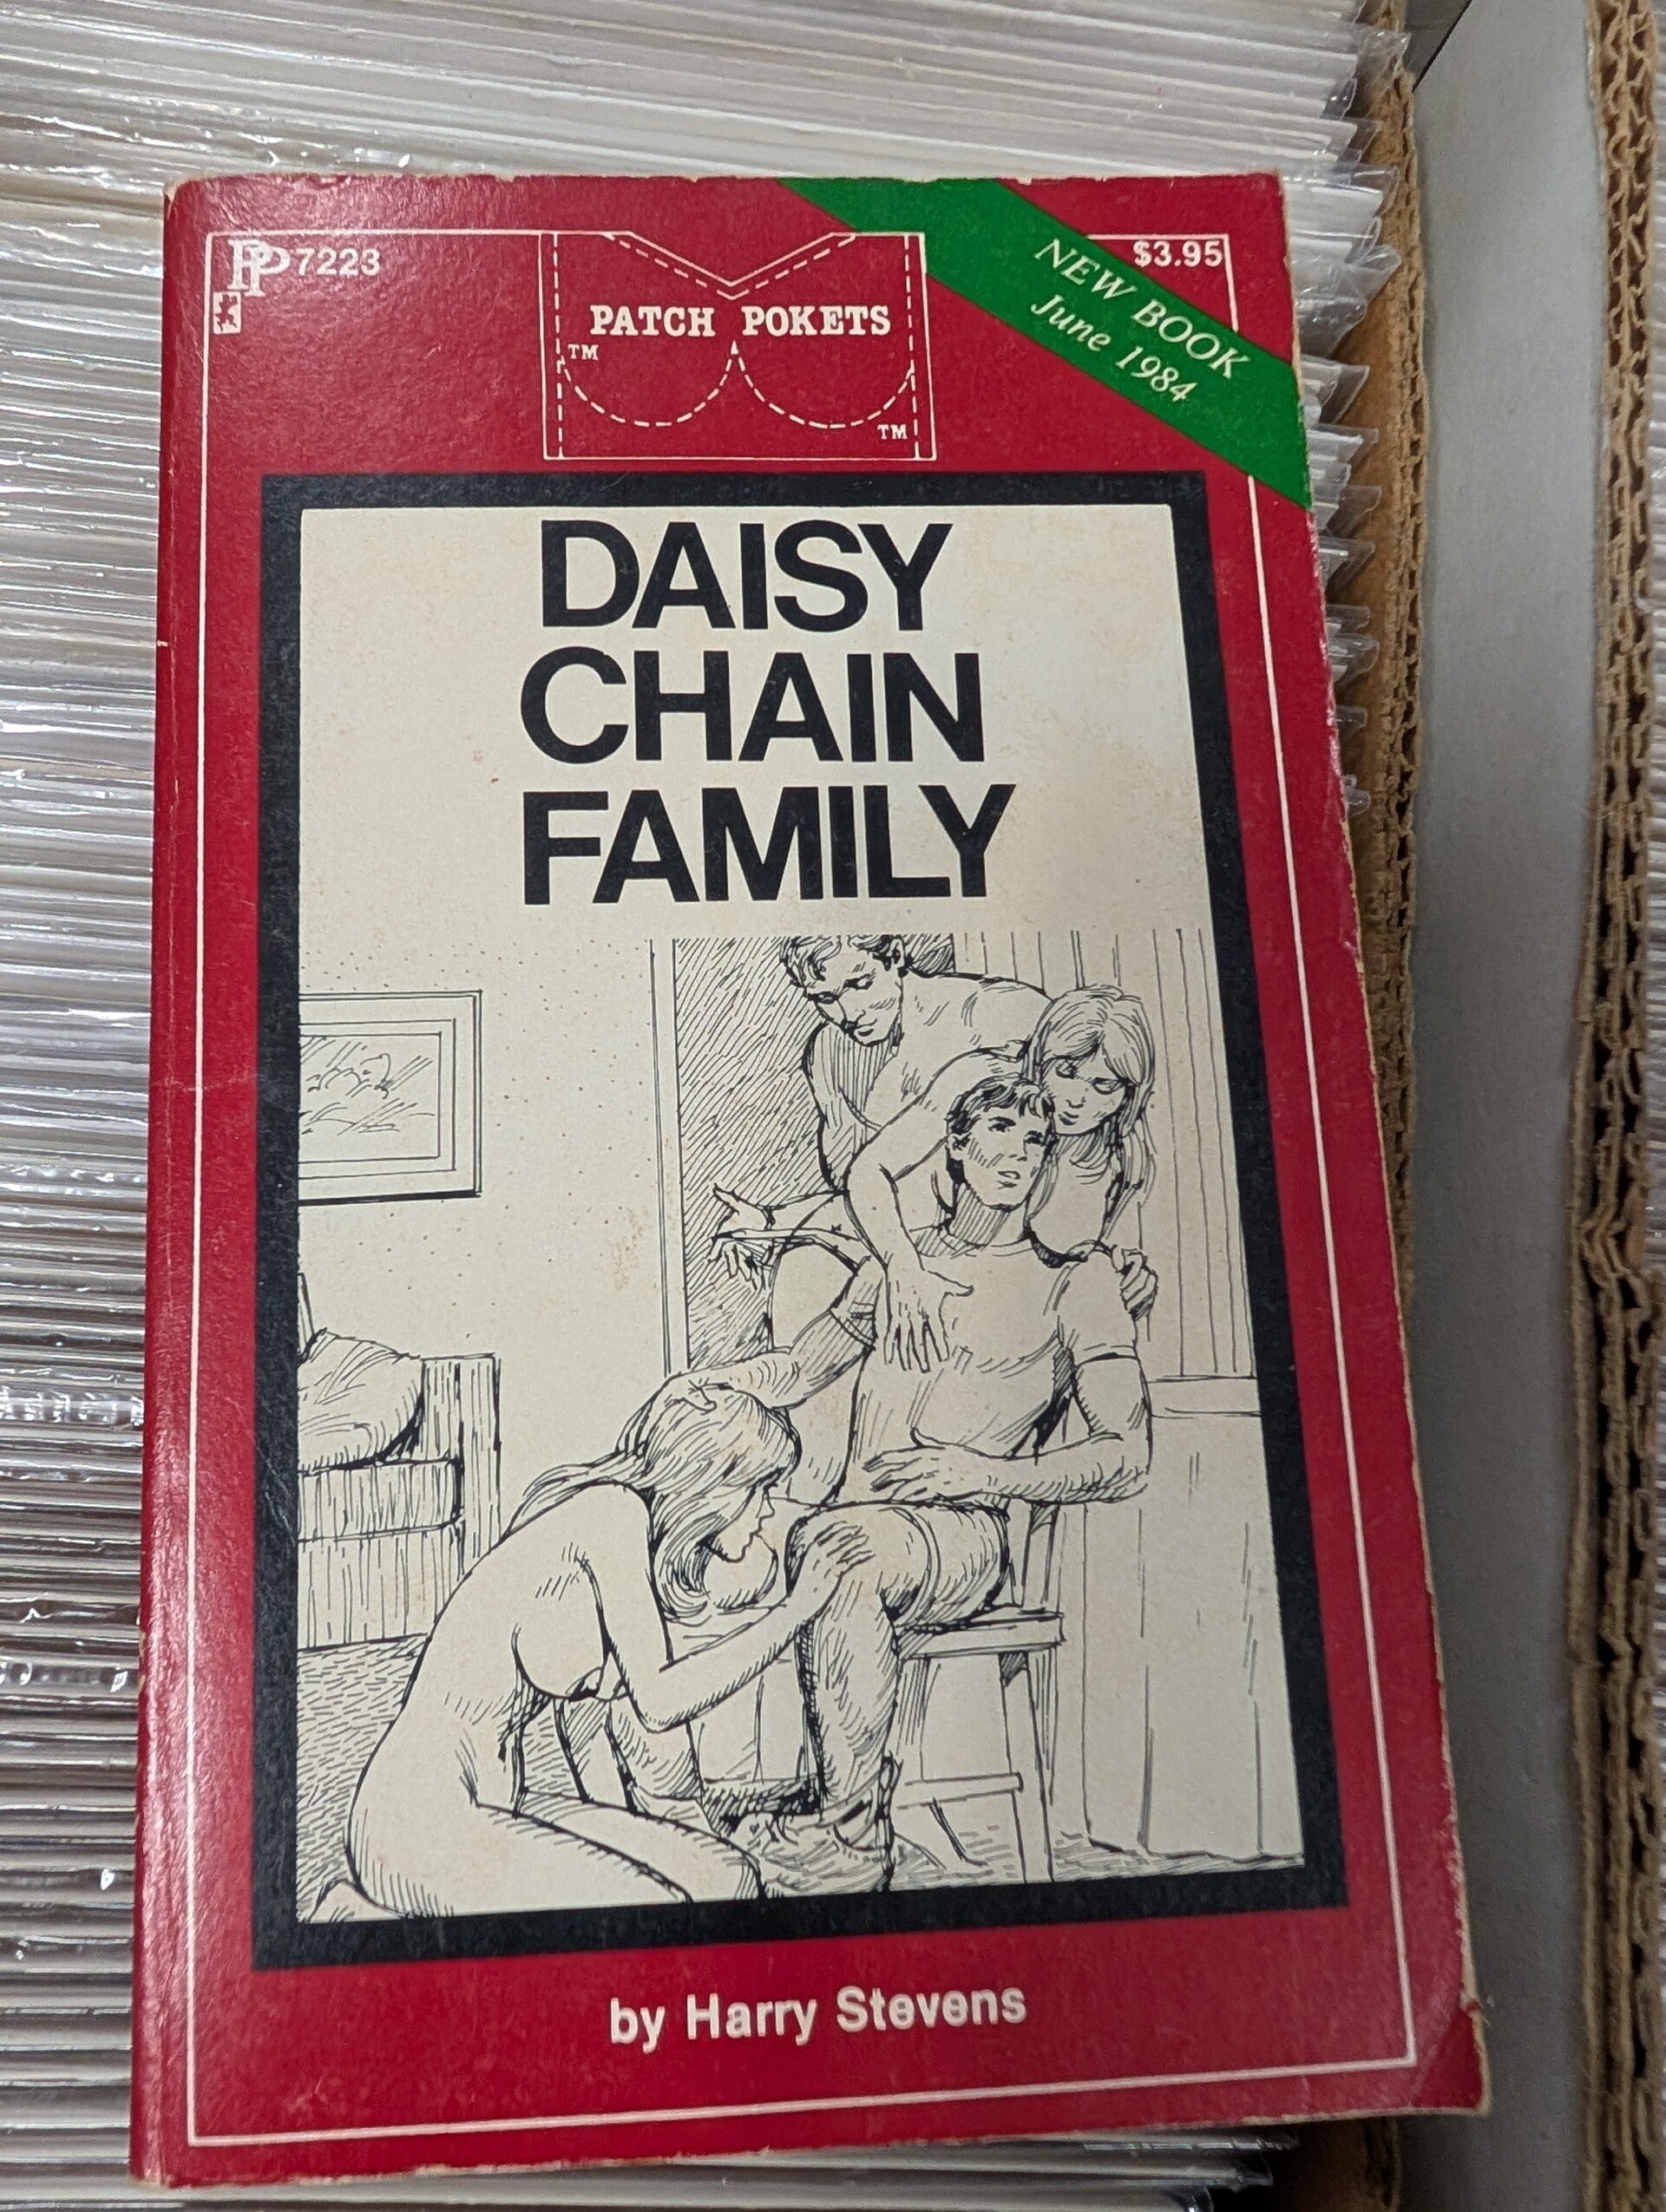 PP 7223
$3.95
NEW BOOK
June 1984
PATCH POKETS
TM
TM
DAISY
CHAIN
FAMILY
by Harry Stevens